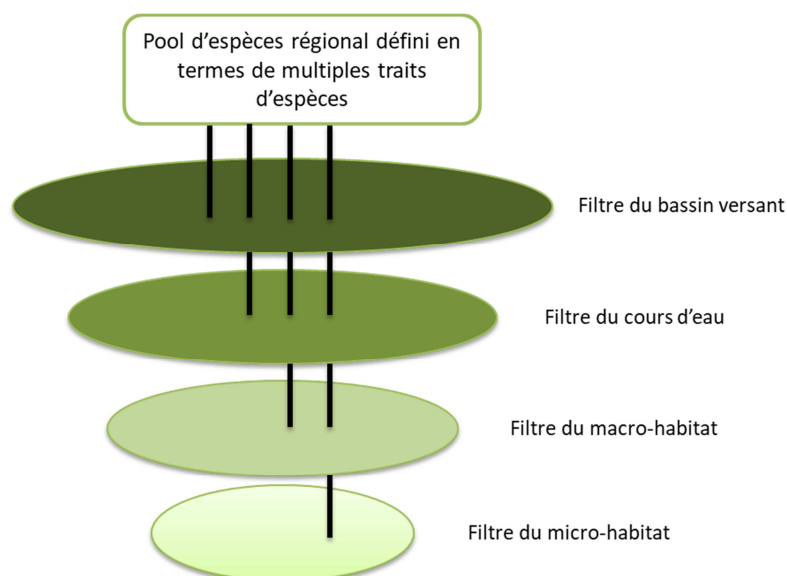 Pool d'espèces régional défini en
termes de multiples traits
d'espèces
Filtre du bassin versant
Filtre du cours d'eau
Filtre du macro-habitat
Filtre du micro-habitat